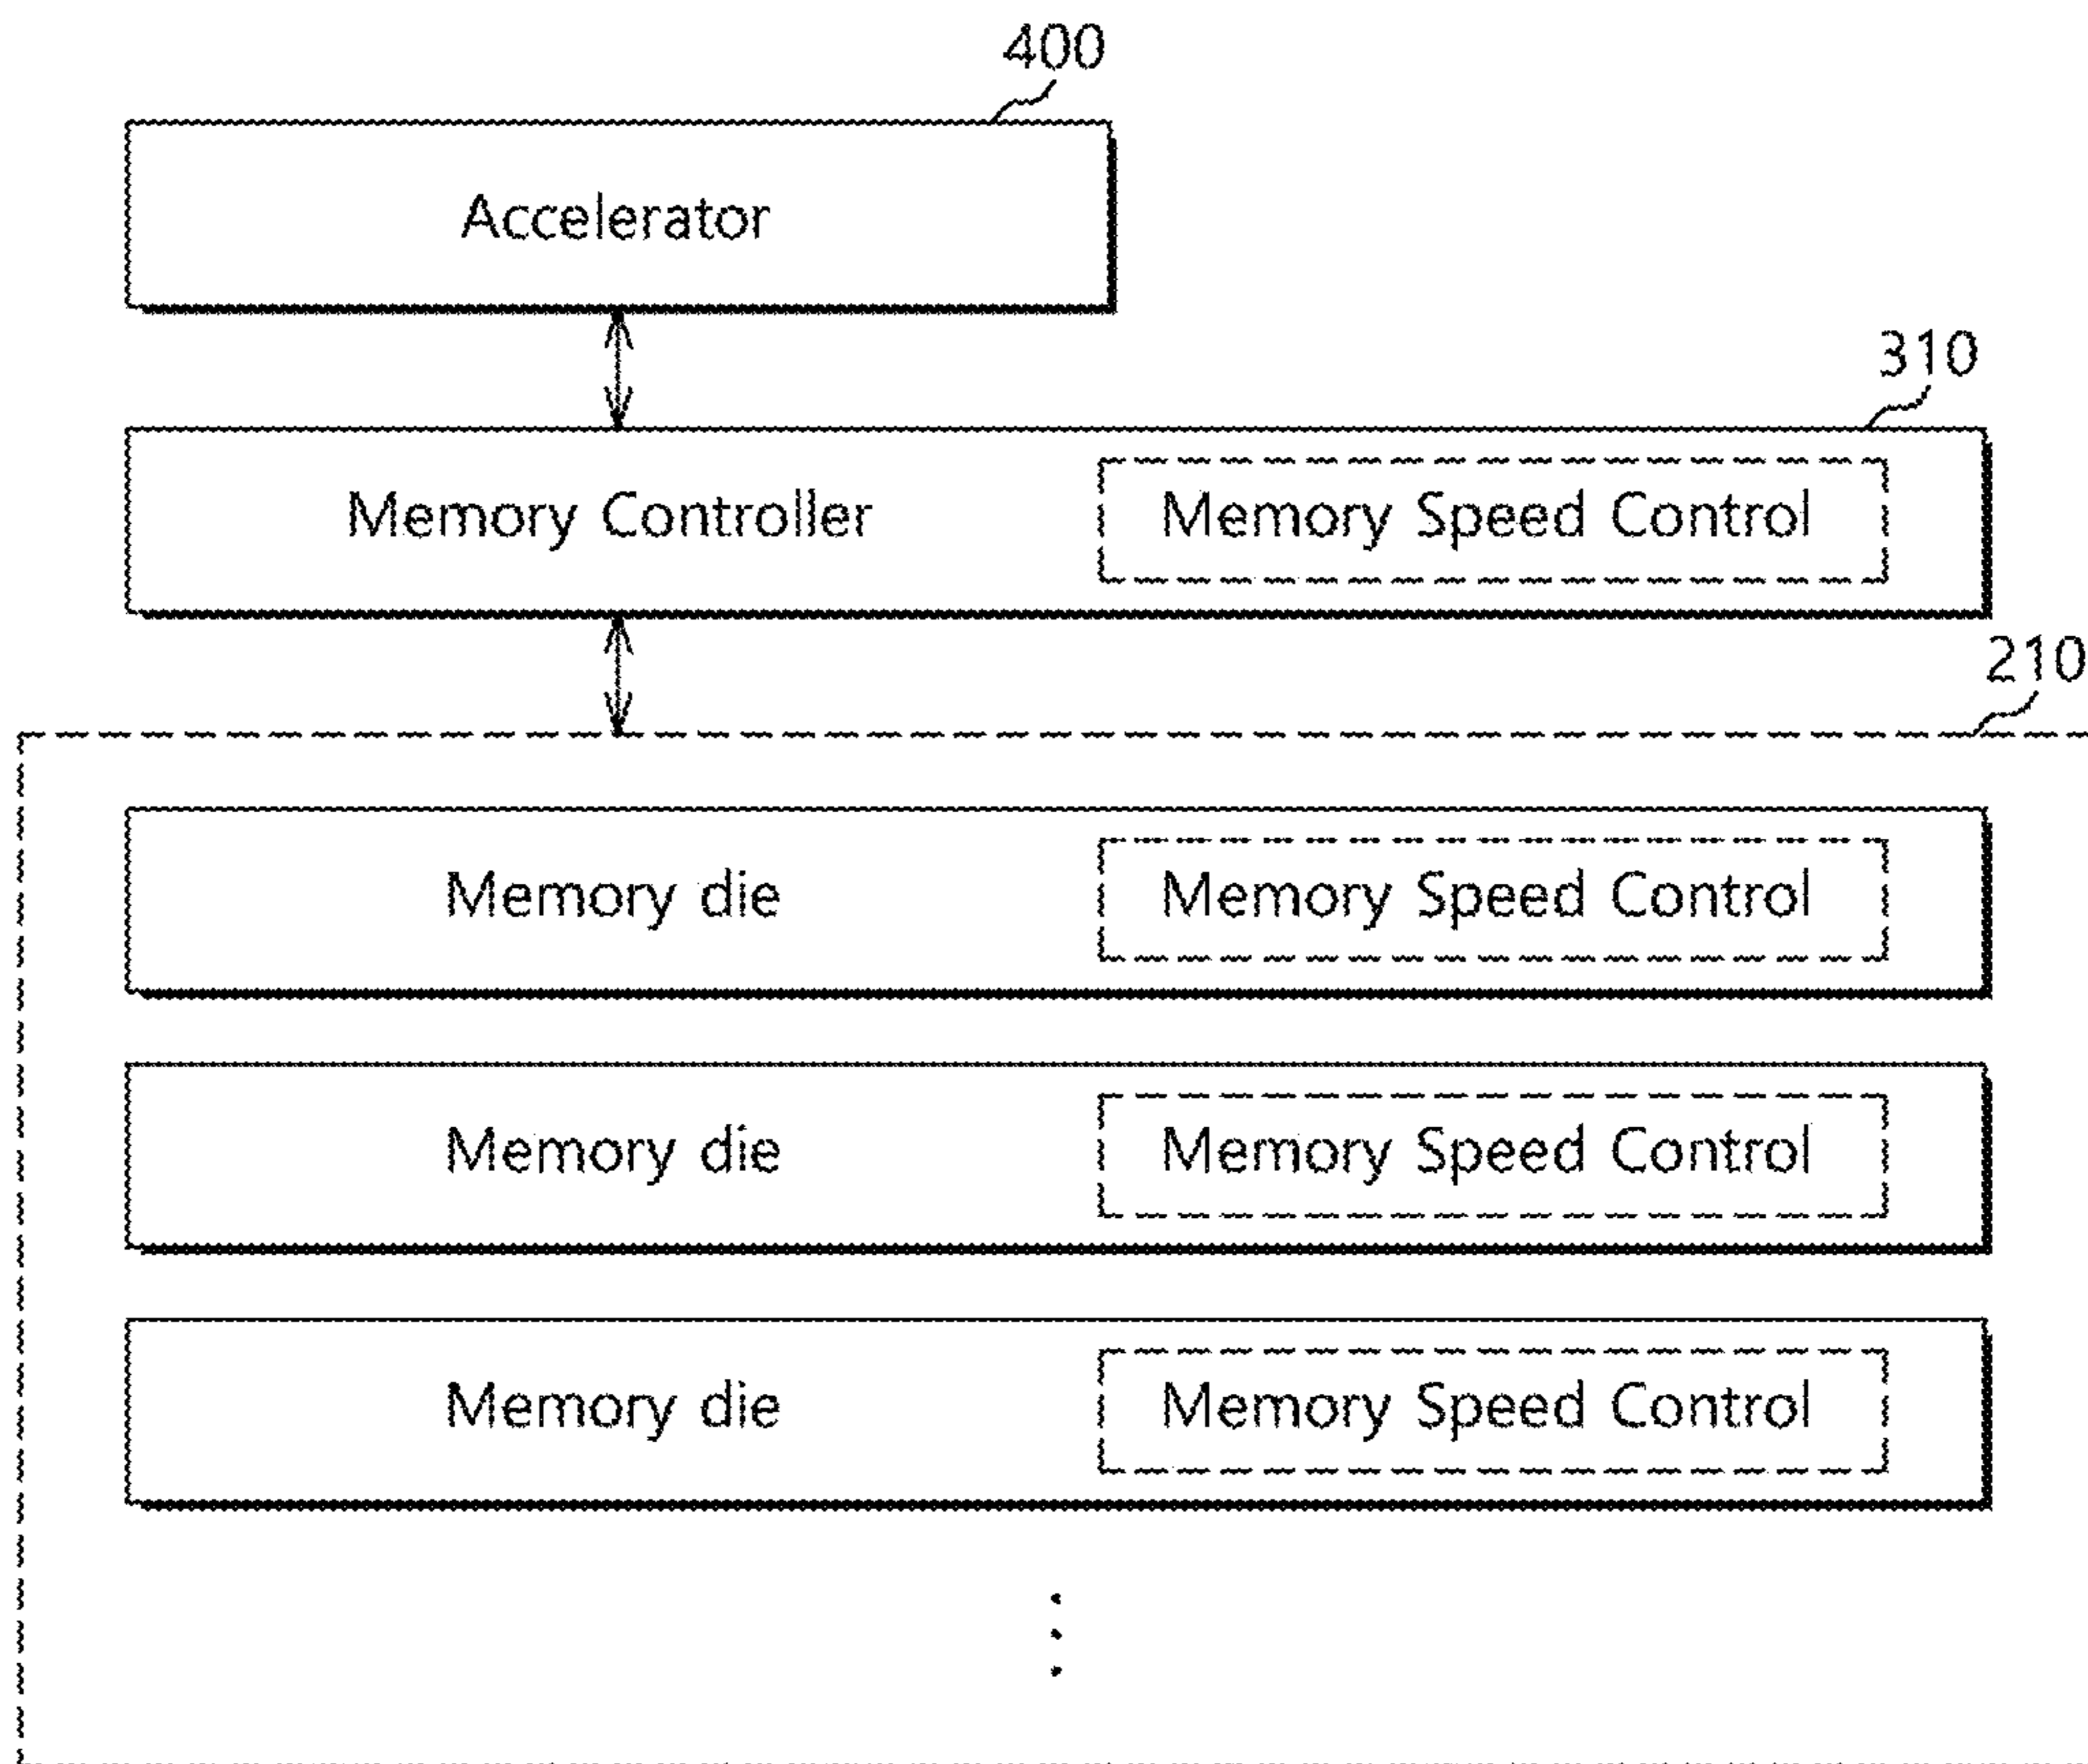 400
Accelerator
310
Memory Controller Memory Speed Control
210
Memory die Memory Speed Control
Memory die Memory Speed Control
Memory die Memory Speed Control